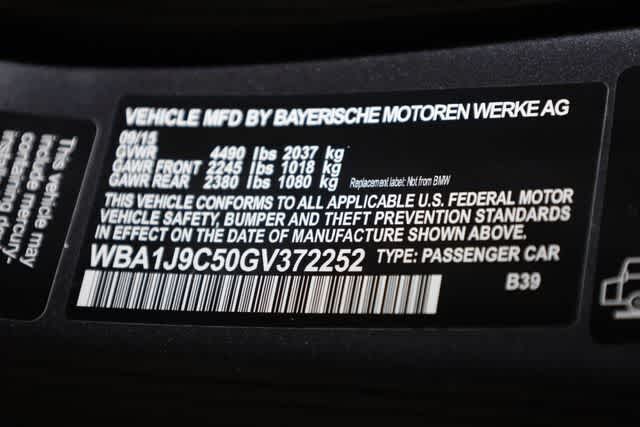 VEHICLE MFD BY BAYERISCHE MOTOREN WERKE AG
09/15
GVWR 4490 lbs 2037 kg
GAWR FRONT 2245 lbs 1018 kg
GAWR REAR 2380 lbs 1080 kg Replacement label: Not from BMW
THIS VEHICLE CONFORMS TO ALL APPLICABLE U.S. FEDERAL MOTOR
VEHICLE SAFETY, BUMPER AND THEFT PREVENTION STANDARDS
IN EFFECT ON THE DATE OF MANUFACTURE SHOWN ABOVE.
WBA1J9C50GV372252 TYPE: PASSENGER CAR
B39
This vehicle may
include mercury-
containing